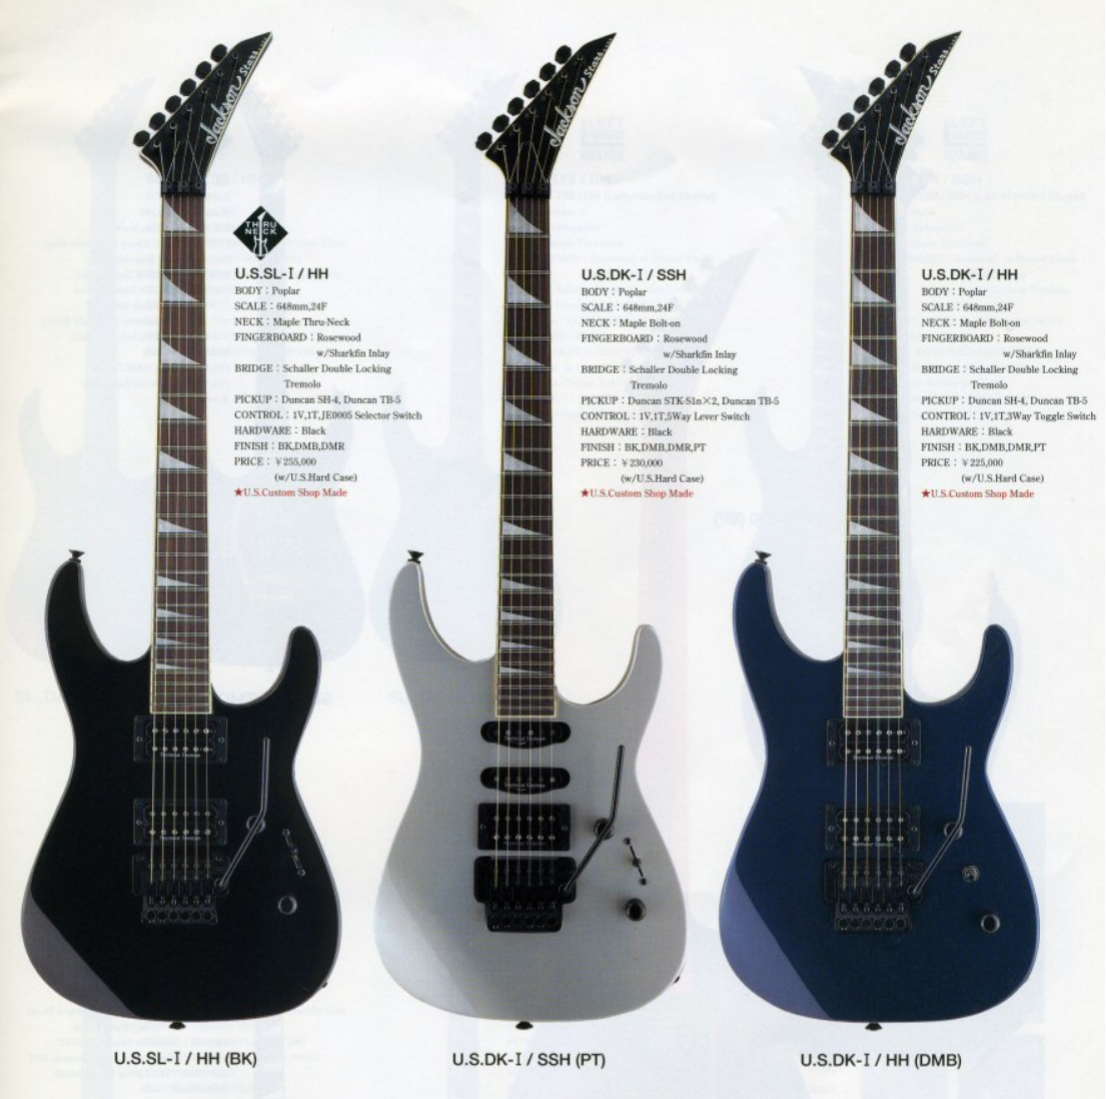 Jackson Stars
Jackson Stars
Jackson Stars
THRU
NECK
U.S.SL-I / HH
BODY : Poplar
SCALE : 648mm,24F
NECK : Maple Thru-Neck
FINGERBOARD : Rosewood
w/Sharkfin Inlay
BRIDGE : Schaller Double Locking
Tremolo
PICKUP : Duncan SH-4, Duncan TB-5
CONTROL : 1V,1T,JE0005 Selector Switch
HARDWARE : Black
FINISH : BK,DMB,DMR
PRICE : ¥255,000
(w/U.S.Hard Case)
★U.S.Custom Shop Made
U.S.DK-I / SSH
BODY : Poplar
SCALE : 648mm,24F
NECK : Maple Bolt-on
FINGERBOARD : Rosewood
w/Sharkfin Inlay
BRIDGE : Schaller Double Locking
Tremolo
PICKUP : Duncan STK-S1n×2, Duncan TB-5
CONTROL : 1V,1T,5Way Lever Switch
HARDWARE : Black
FINISH : BK,DMB,DMR,PT
PRICE : ¥230,000
(w/U.S.Hard Case)
★U.S.Custom Shop Made
U.S.DK-I / HH
BODY : Poplar
SCALE : 648mm,24F
NECK : Maple Bolt-on
FINGERBOARD : Rosewood
w/Sharkfin Inlay
BRIDGE : Schaller Double Locking
Tremolo
PICKUP : Duncan SH-4, Duncan TB-5
CONTROL : 1V,1T,3Way Toggle Switch
HARDWARE : Black
FINISH : BK,DMB,DMR,PT
PRICE : ¥225,000
(w/U.S.Hard Case)
★U.S.Custom Shop Made
U.S.SL-I / HH (BK)
U.S.DK-I / SSH (PT)
U.S.DK-I / HH (DMB)